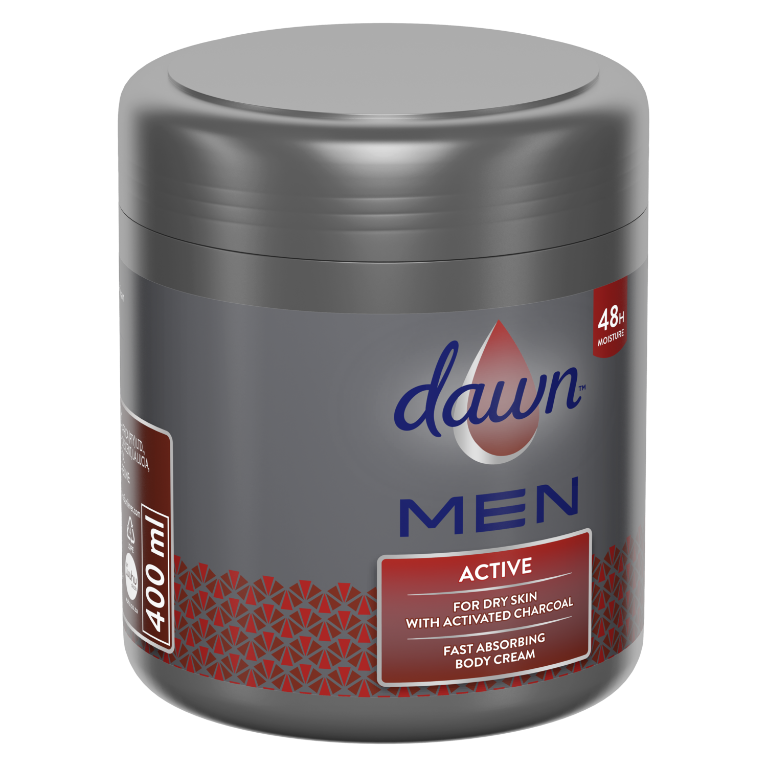 48H
MOISTURE
dawn™
MEN
ACTIVE
FOR DRY SKIN
WITH ACTIVATED CHARCOAL
FAST ABSORBING
BODY CREAM
400 ml